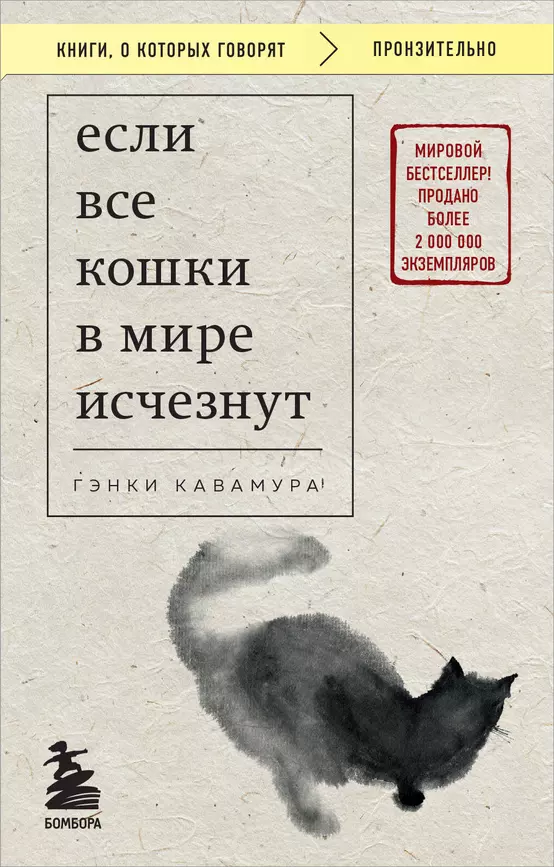 КНИГИ, О КОТОРЫХ ГОВОРЯТ > ПРОНЗИТЕЛЬНО
если
все
кошки
в мире
исчезнут
ГЭНКИ КАВАМУРА
МИРОВОЙ
БЕСТСЕЛЛЕР!
ПРОДАНО
БОЛЕЕ
2 000 000
ЭКЗЕМПЛЯРОВ
БОМБОРА